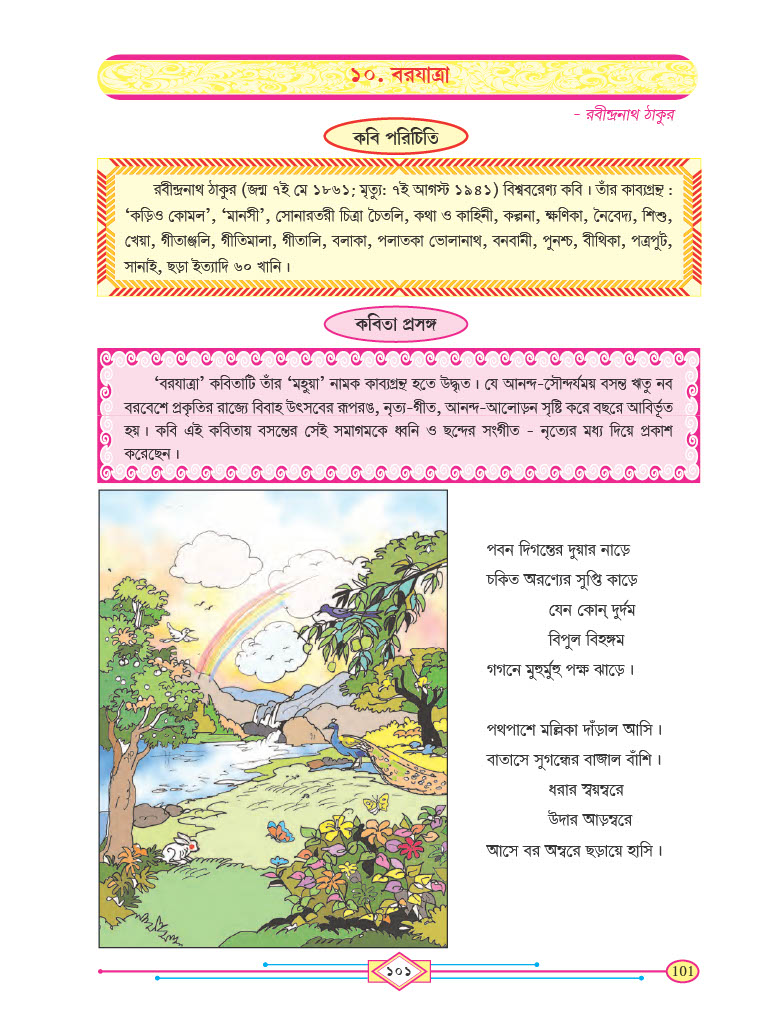 ১০. বরযাত্রা
- রবীন্দ্রনাথ ঠাকুর
কবি পরিচিতি
রবীন্দ্রনাথ ঠাকুর (জন্ম ৭ই মে ১৮৬১; মৃত্যু: ৭ই আগস্ট ১৯৪১) বিশ্ববরেণ্য কবি । তাঁর কাব্যগ্রন্থ :
‘কড়িও কোমল’, ‘মানসী’, সোনারতরী চিত্রা চৈতলি, কথা ও কাহিনী, কল্পনা, ক্ষণিকা, নৈবেদ্য, শিশু,
খেয়া, গীতাঞ্জলি, গীতিমালা, গীতালি, বলাকা, পলাতকা ভোলানাথ, বনবানী, পুনশ্চ, বীথিকা, পত্রপুট,
সানাই, ছড়া ইত্যাদি ৬০ খানি ।
কবিতা প্রসঙ্গ
‘বরযাত্রা’ কবিতাটি তাঁর ‘মহুয়া’ নামক কাব্যগ্রন্থ হতে উদ্ধৃত । যে আনন্দ-সৌন্দর্যময় বসন্ত ঋতু নব
বরবেশে প্রকৃতির রাজ্যে বিবাহ উৎসবের রূপরঙ, নৃত্য-গীত, আনন্দ-আলোড়ন সৃষ্টি করে বছরে আবির্ভূত
হয় । কবি এই কবিতায় বসন্তের সেই সমাগমকে ধ্বনি ও ছন্দের সংগীত - নৃত্যের মধ্য দিয়ে প্রকাশ
করেছেন ।
পবন দিগন্তের দুয়ার নাড়ে
চকিত অরণ্যের সুপ্তি কাড়ে
যেন কোন্ দুর্দম
বিপুল বিহঙ্গম
গগনে মুহুর্মুহু পক্ষ ঝাড়ে ।
পথপাশে মল্লিকা দাঁড়াল আসি ।
বাতাসে সুগন্ধের বাজাল বাঁশি ।
ধরার স্বয়ম্বরে
উদার আড়ম্বরে
আসে বর অম্বরে ছড়ায়ে হাসি ।
১০১
101